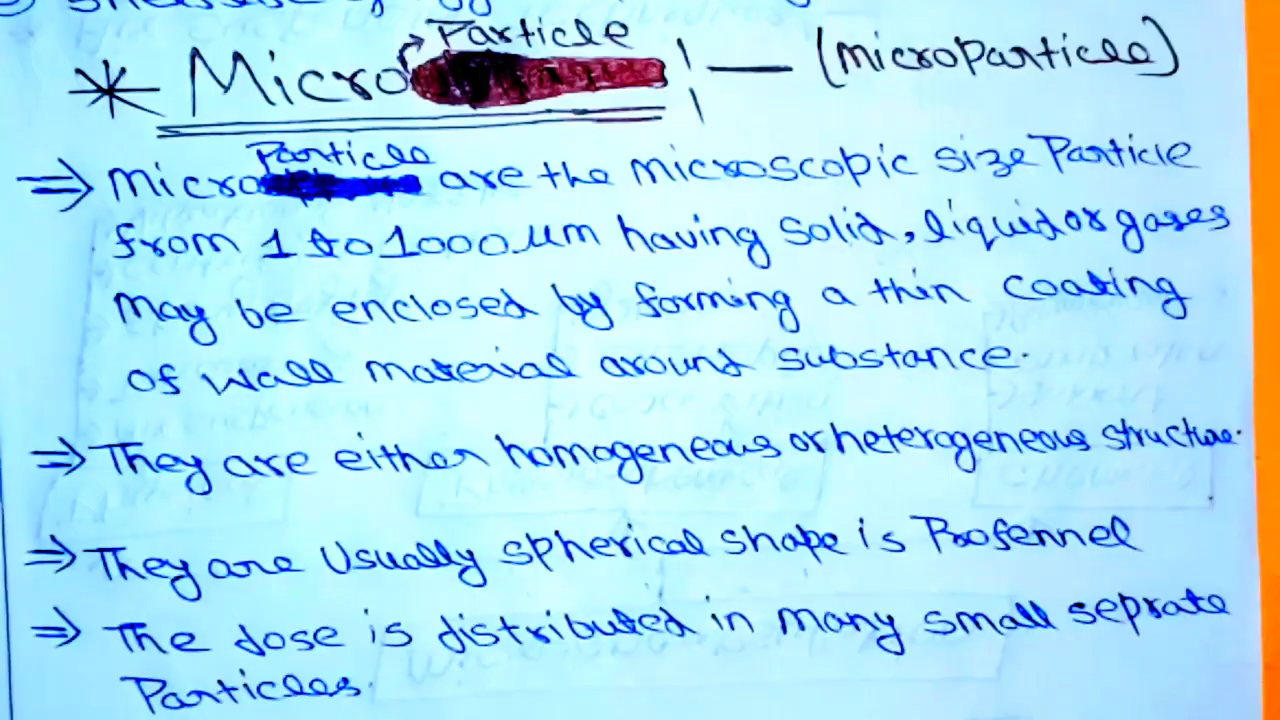 Particle
* Micro :— (microparticle)
Particle
⇒ Micro are the microscopic size Particle
from 1 to 1000 μm having solid, liquid or gases
may be enclosed by forming a thin coating
of wall material around substance.
⇒ They are either homogeneous or heterogeneous structure.
⇒ They are Usually spherical shape is
⇒ The dose is distributed in many small seprate
Particles.